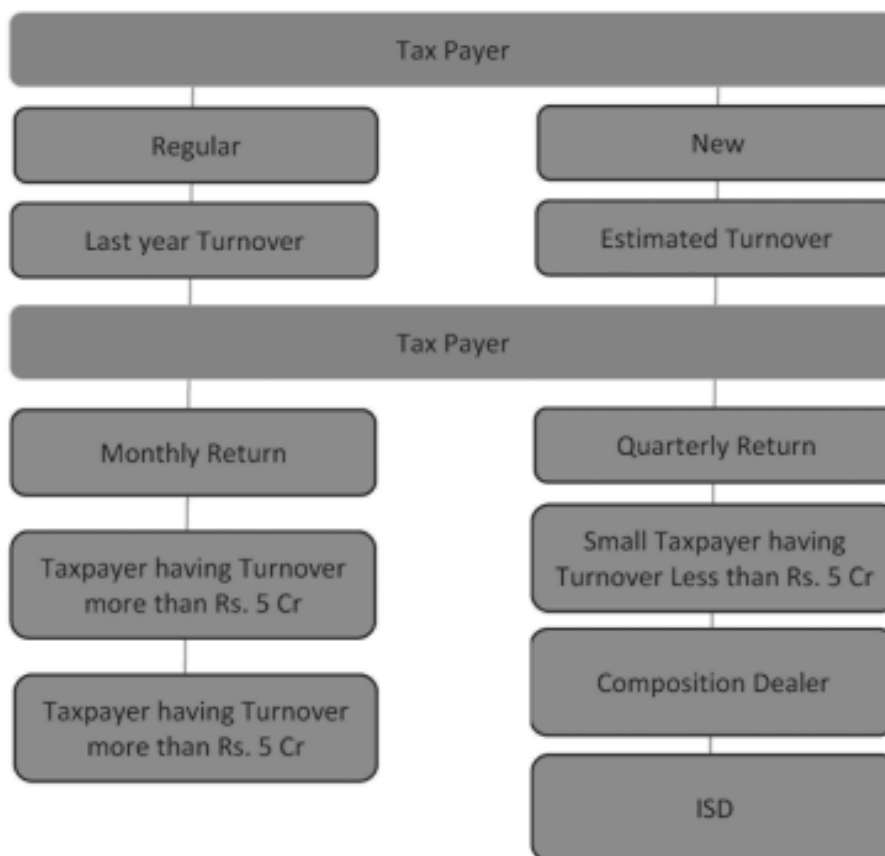 Tax Payer
Regular
New
Last year Turnover
Estimated Turnover
Tax Payer
Monthly Return
Quarterly Return
Taxpayer having Turnover
more than Rs. 5 Cr
Small Taxpayer having
Turnover Less than Rs. 5 Cr
Taxpayer having Turnover
more than Rs. 5 Cr
Composition Dealer
ISD